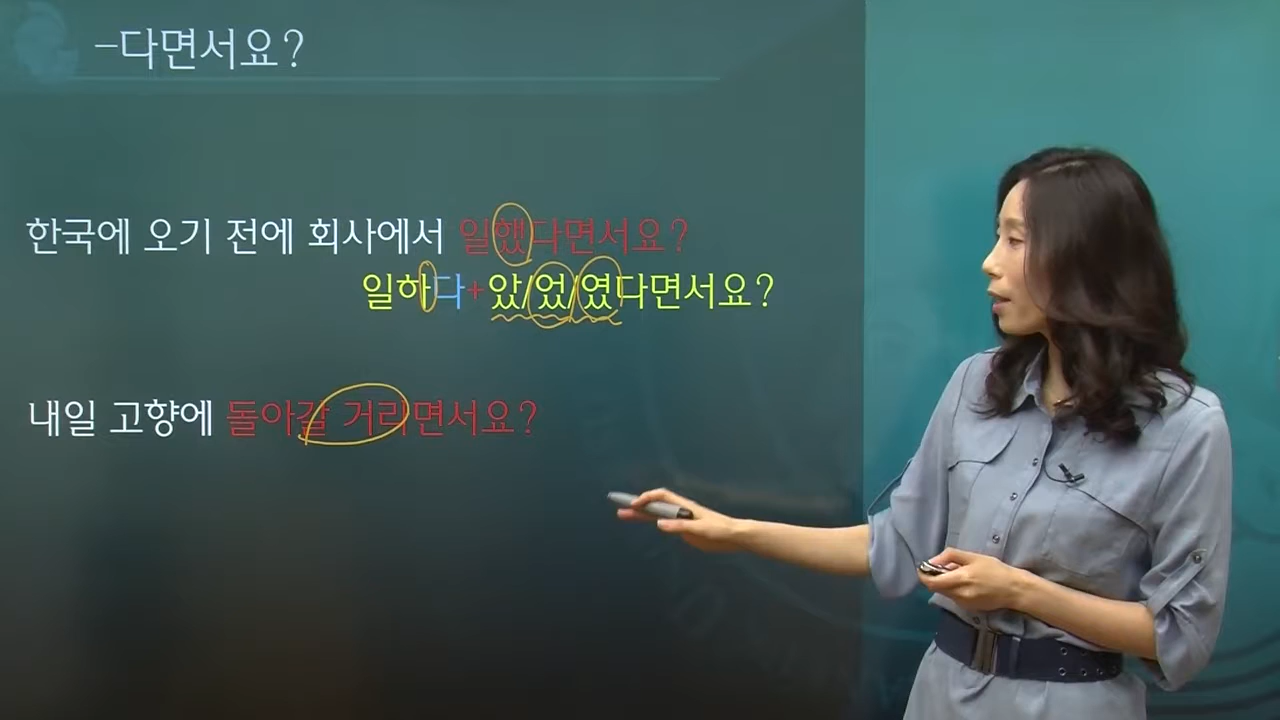 -다면서요?
한국에 오기 전에 회사에서 일했다면서요?
일하다+았/었/였다면서요?
내일 고향에 돌아갈 거라면서요?